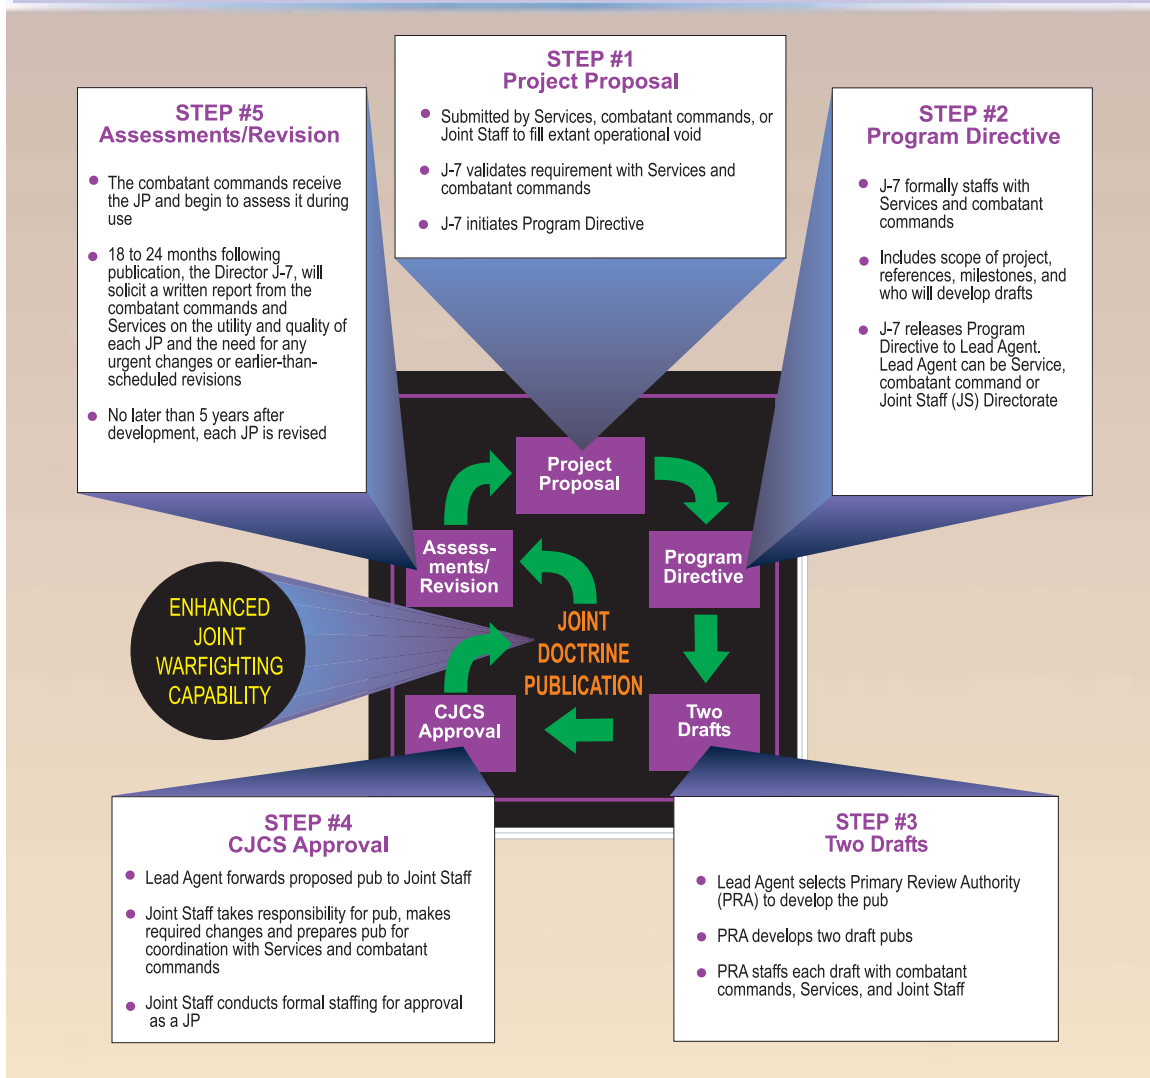 STEP #1
Project Proposal
Submitted by Services, combatant commands, or
Joint Staff to fill extant operational void
J-7 validates requirement with Services and
combatant commands
J-7 initiates Program Directive
STEP #2
Program Directive
J-7 formally staffs with
Services and combatant
commands
Includes scope of project,
references, milestones, and
who will develop drafts
J-7 releases Program
Directive to Lead Agent.
Lead Agent can be Service,
combatant command or
Joint Staff (JS) Directorate
STEP #3
Two Drafts
Lead Agent selects Primary Review Authority
(PRA) to develop the pub
PRA develops two draft pubs
PRA staffs each draft with combatant
commands, Services, and Joint Staff
STEP #4
CJCS Approval
Lead Agent forwards proposed pub to Joint Staff
Joint Staff takes responsibility for pub, makes
required changes and prepares pub for
coordination with Services and combatant
commands
Joint Staff conducts formal staffing for approval
as a JP
STEP #5
Assessments/Revision
The combatant commands receive
the JP and begin to assess it during
use
18 to 24 months following
publication, the Director J-7, will
solicit a written report from the
combatant commands and
Services on the utility and quality of
each JP and the need for any
urgent changes or earlier-than-
scheduled revisions
No later than 5 years after
development, each JP is revised
Project
Proposal
Program
Directive
Two
Drafts
CJCS
Approval
Assess-
ments/
Revision
JOINT
DOCTRINE
PUBLICATION
ENHANCED
JOINT
WARFIGHTING
CAPABILITY